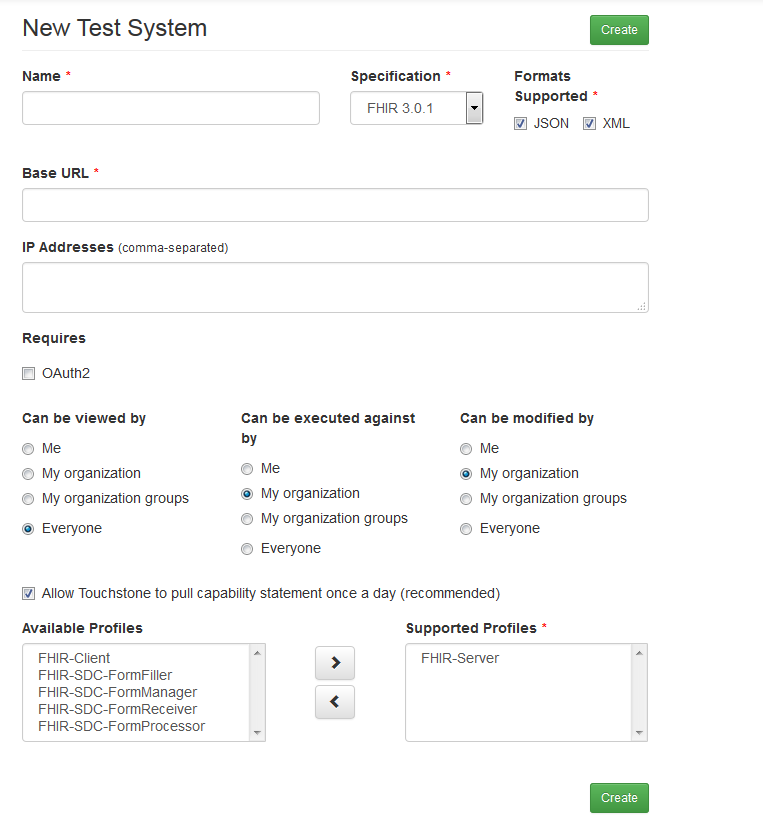 New Test System
Create
Name *
Specification *
Formats
Supported *
FHIR 3.0.1
JSON
XML
Base URL *
IP Addresses (comma-separated)
Requires
OAuth2
Can be viewed by
Me
My organization
My organization groups
Everyone
Can be executed against
by
Me
My organization
My organization groups
Everyone
Can be modified by
Me
My organization
My organization groups
Everyone
Allow Touchstone to pull capability statement once a day (recommended)
Available Profiles
FHIR-Client
FHIR-SDC-FormFiller
FHIR-SDC-FormManager
FHIR-SDC-FormReceiver
FHIR-SDC-FormProcessor
Supported Profiles *
FHIR-Server
Create